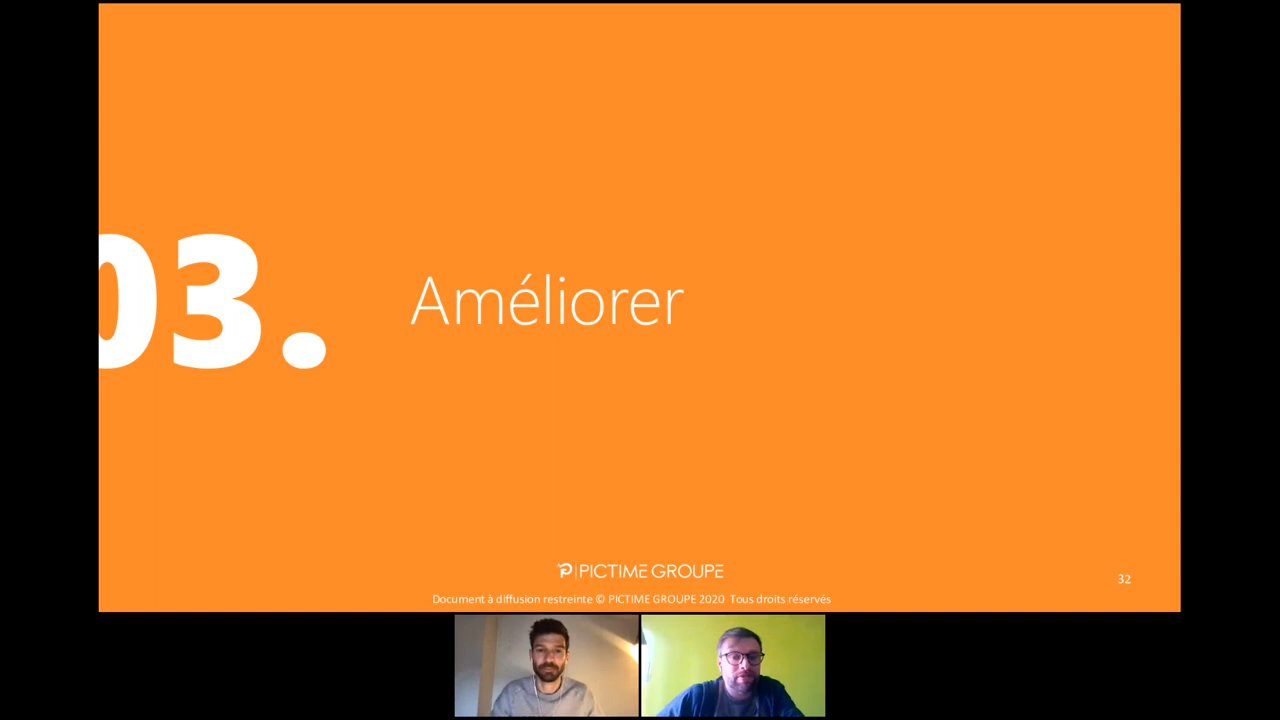 03.
Améliorer
PICTIME GROUPE
32
Document à diffusion restreinte © PICTIME GROUPE 2020 Tous droits réservés